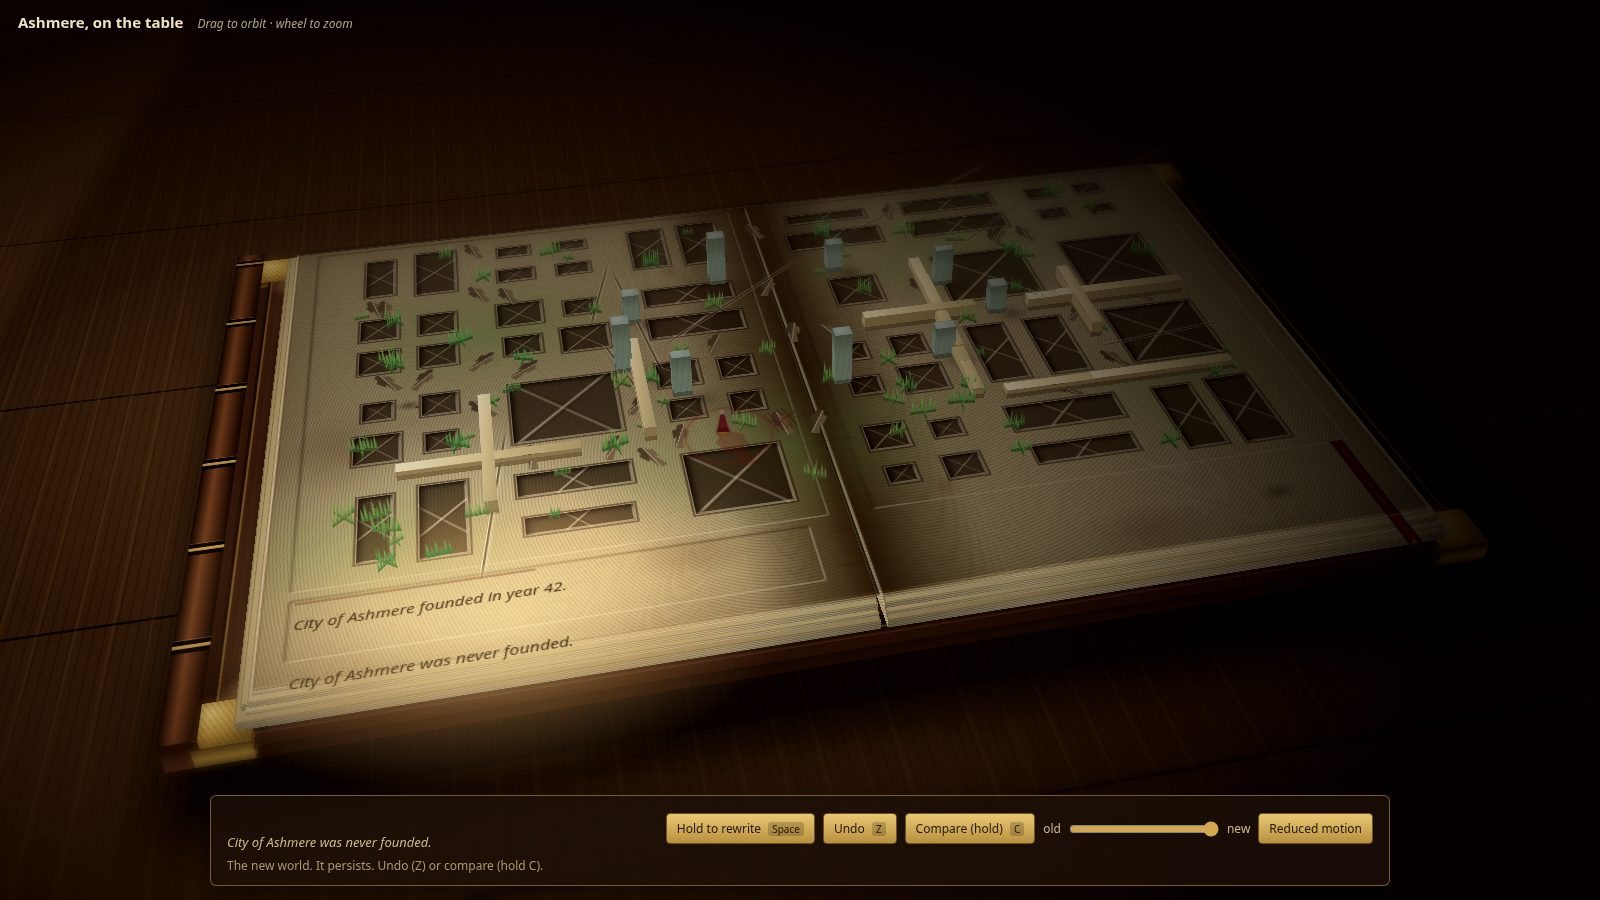 Ashmere, on the table Drag to orbit · wheel to zoom
City of Ashmere founded in year 42.
City of Ashmere was never founded.
Hold to rewrite Space Undo Z Compare (hold) C old new Reduced motion
City of Ashmere was never founded.
The new world. It persists. Undo (Z) or compare (hold C).